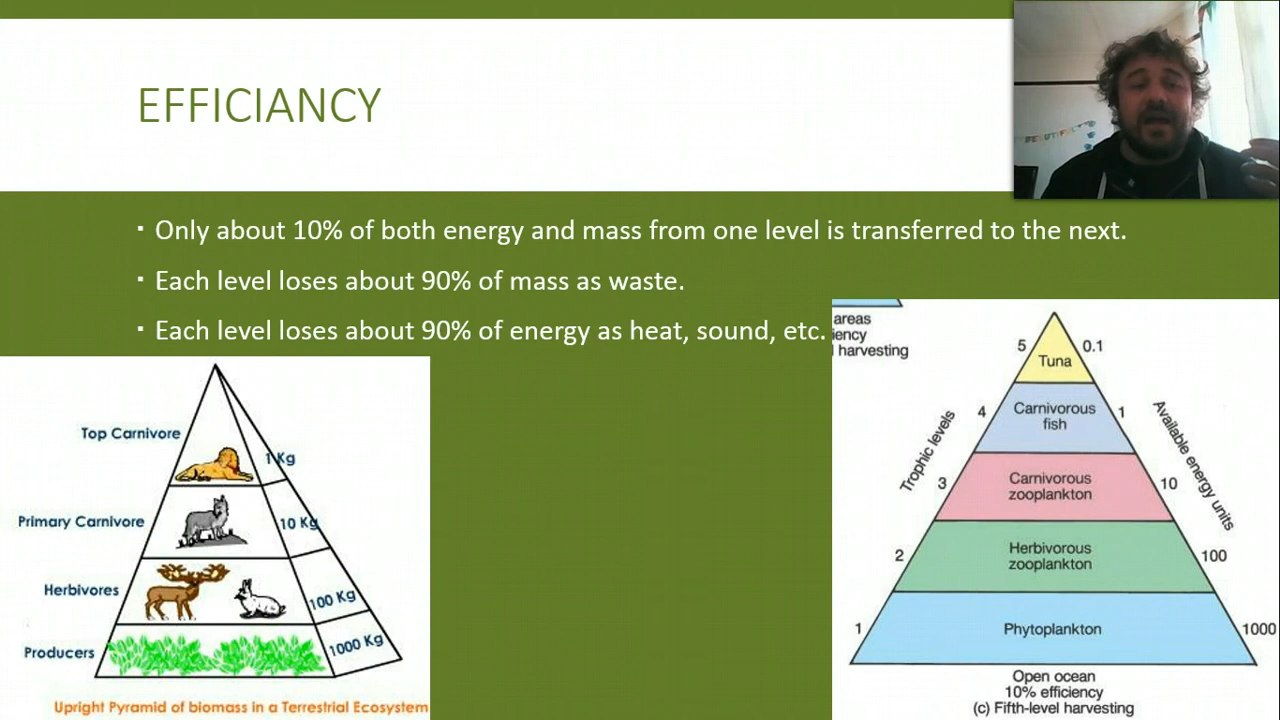 EFFICIANCY
BEAUTIFUL
▪ Only about 10% of both energy and mass from one level is transferred to the next.
▪ Each level loses about 90% of mass as waste.
▪ Each level loses about 90% of energy as heat, sound, etc.
Top Carnivore
1 Kg
Primary Carnivore
10 Kg
Herbivores
100 Kg
Producers
1000 Kg
Upright Pyramid of biomass in a Terrestrial Ecosystem
areas
iency
harvesting
5 Tuna 0.1
4 Carnivorous fish 1
3 Carnivorous zooplankton 10
2 Herbivorous zooplankton 100
1 Phytoplankton 1000
Trophic levels
Available energy units
Open ocean
10% efficiency
(c) Fifth-level harvesting